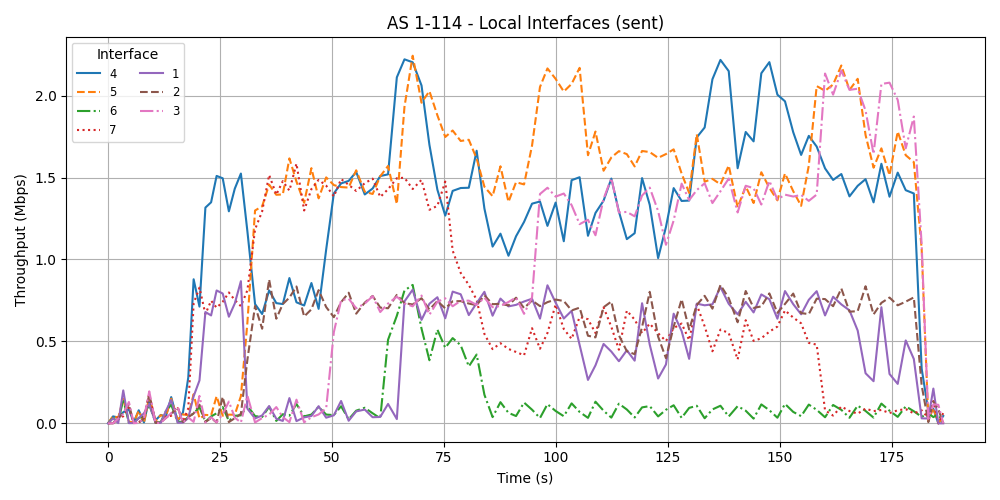 AS 1-114 - Local Interfaces (sent)
Throughput (Mbps)
Interface
4 1
5 2
6 3
7
2.0
1.5
1.0
0.5
0.0
0 25 50 75 100 125 150 175
Time (s)